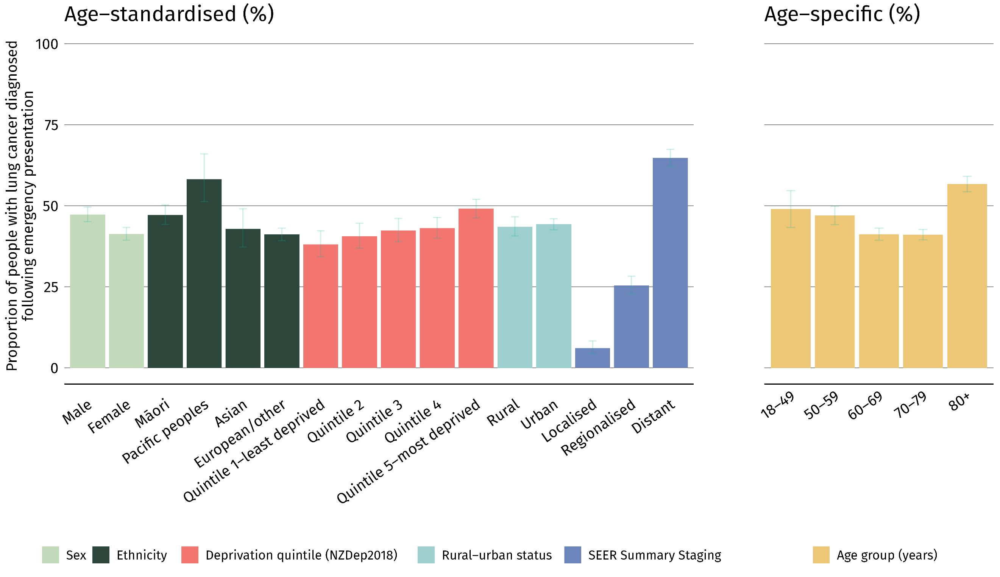 Age–standardised (%)
Age–specific (%)
Proportion of people with lung cancer diagnosed
following emergency presentation
100
75
50
25
0
Male
Female
Māori
Pacific peoples
Asian
European/other
Quintile 1–least deprived
Quintile 2
Quintile 3
Quintile 4
Quintile 5–most deprived
Rural
Urban
Localised
Regionalised
Distant
18–49
50–59
60–69
70–79
80+
Sex
Ethnicity
Deprivation quintile (NZDep2018)
Rural–urban status
SEER Summary Staging
Age group (years)